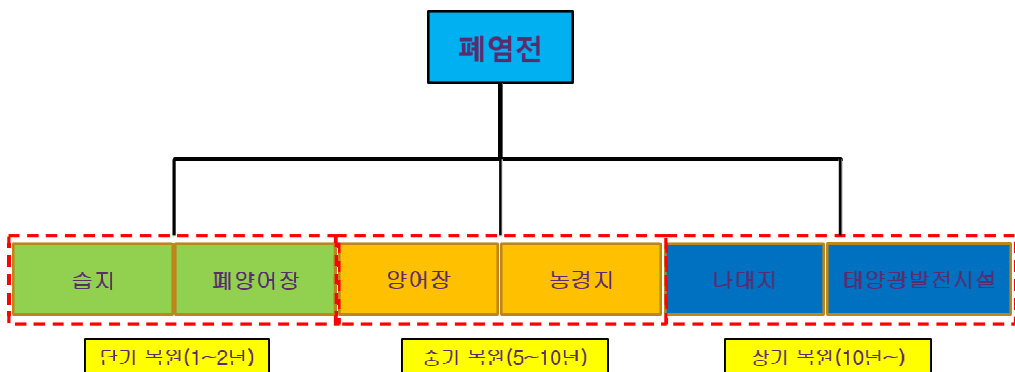 폐염전
습지
폐양어장
양어장
농경지
나대지
태양광발전시설
단기 복원(1~2년)
중기 복원(5~10년)
장기 복원(10년~)